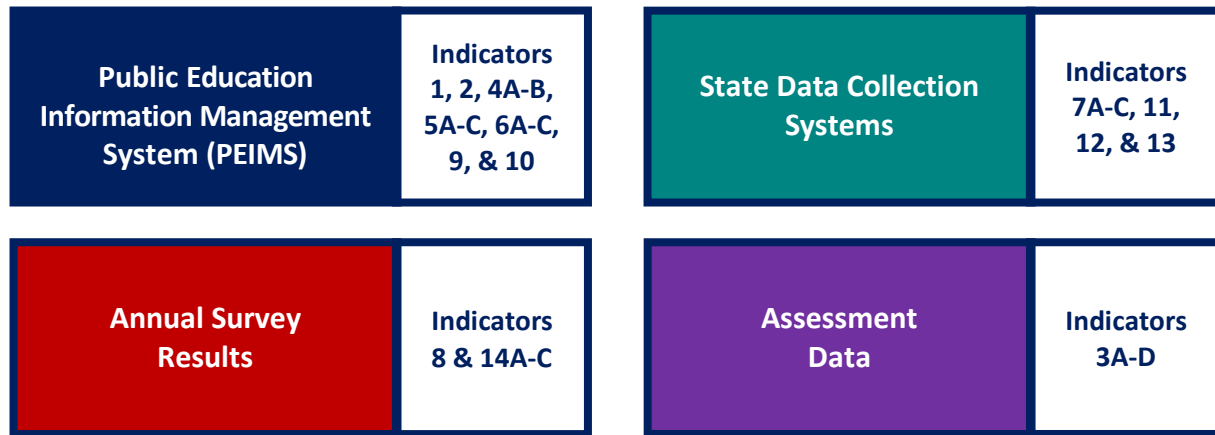 Public Education
Information Management
System (PEIMS)
Indicators
1, 2, 4A-B,
5A-C, 6A-C,
9, & 10
State Data Collection
Systems
Indicators
7A-C, 11,
12, & 13
Annual Survey
Results
Indicators
8 & 14A-C
Assessment
Data
Indicators
3A-D